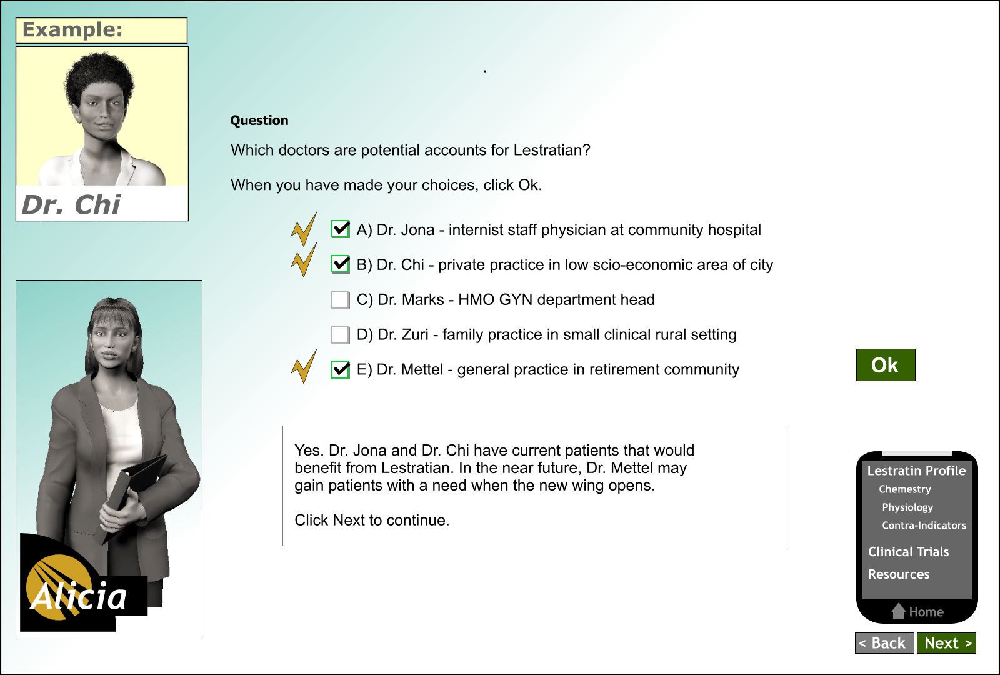 Example:
Dr. Chi
.
Question
Which doctors are potential accounts for Lestratian?
When you have made your choices, click Ok.
A) Dr. Jona - internist staff physician at community hospital
B) Dr. Chi - private practice in low scio-economic area of city
C) Dr. Marks - HMO GYN department head
D) Dr. Zuri - family practice in small clinical rural setting
E) Dr. Mettel - general practice in retirement community
Ok
Yes. Dr. Jona and Dr. Chi have current patients that would
benefit from Lestratian. In the near future, Dr. Mettel may
gain patients with a need when the new wing opens.
Click Next to continue.
Alicia
Lestratin Profile
Chemestry
Physiology
Contra-Indicators
Clinical Trials
Resources
Home
< Back
Next >